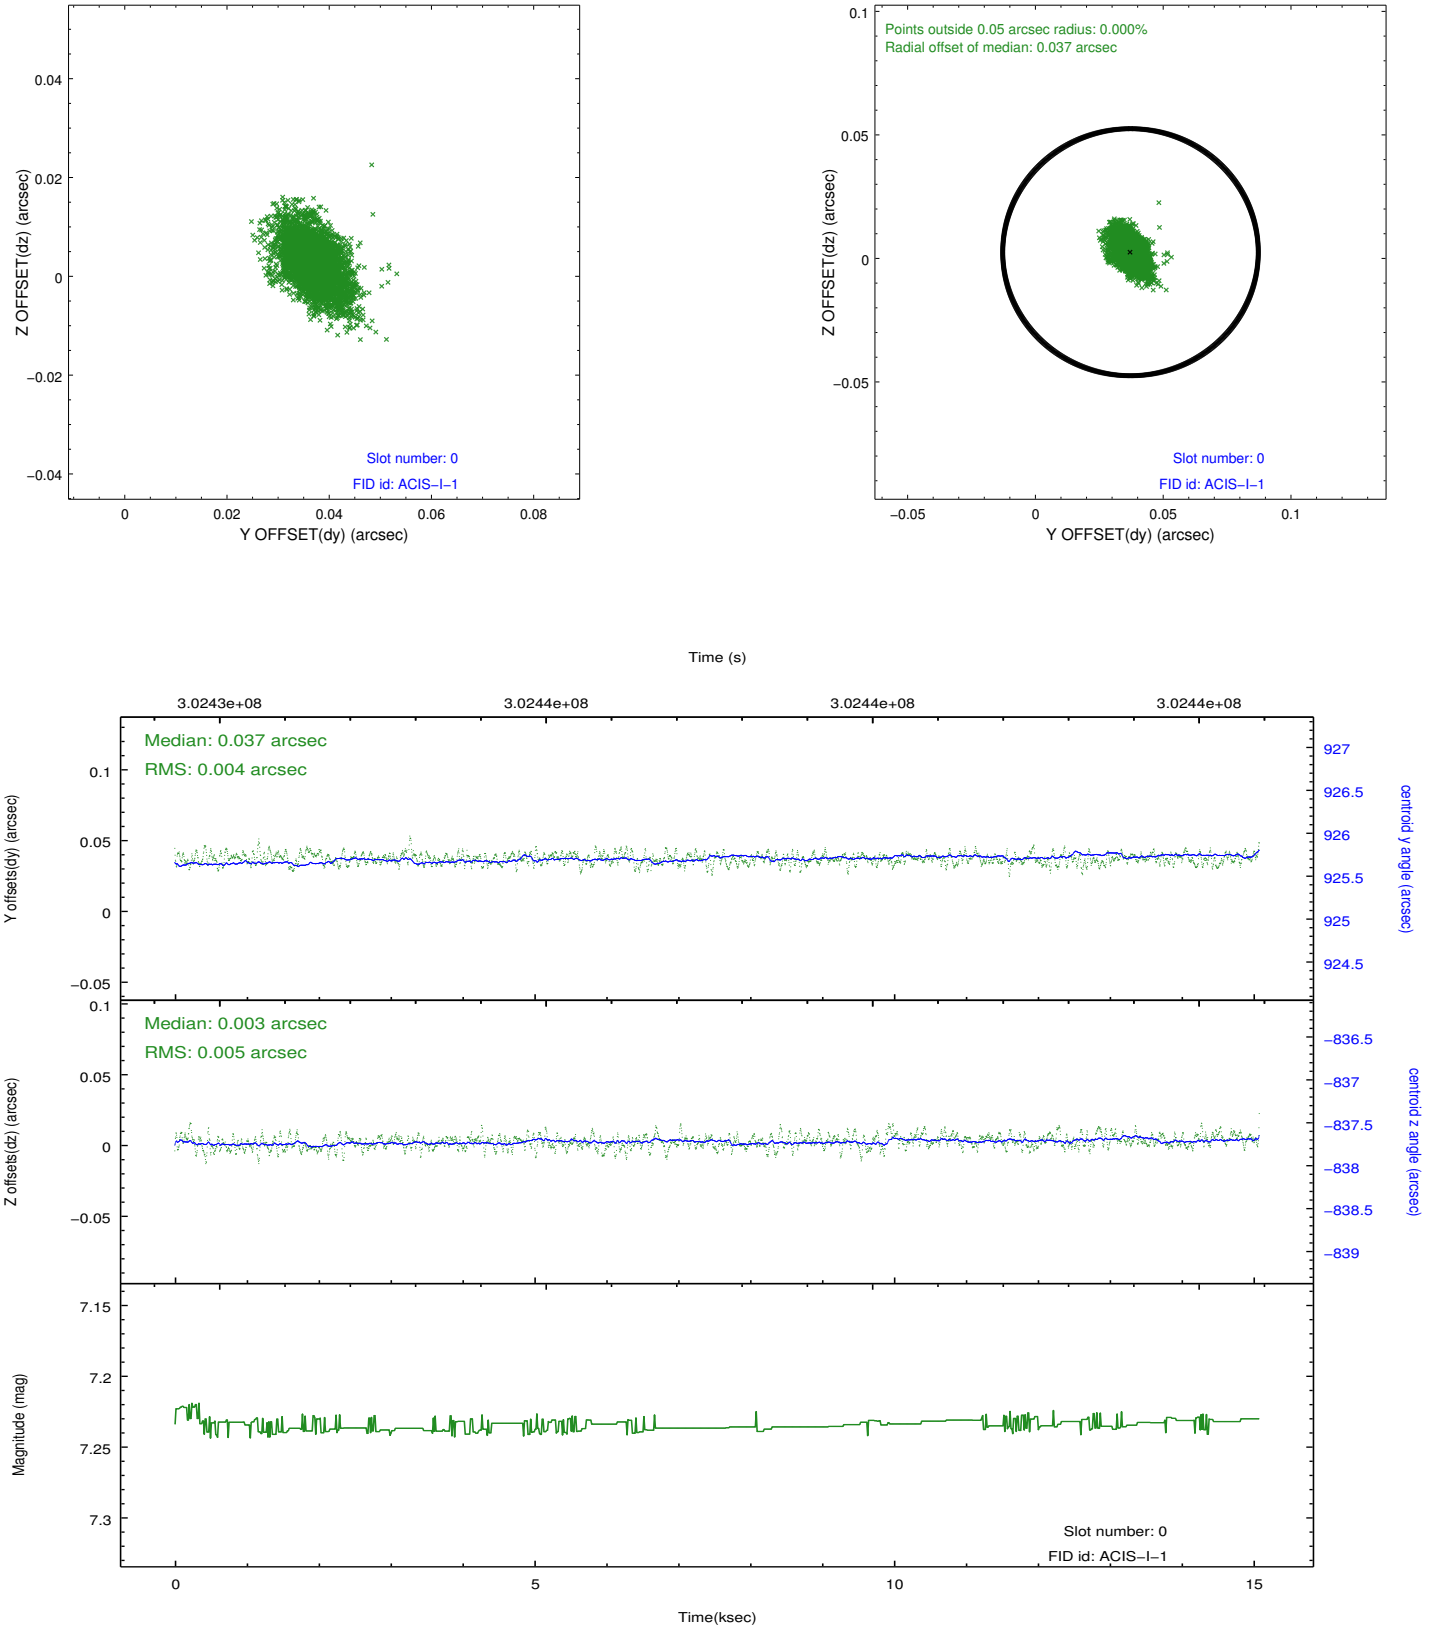 0.04
0.02
0
−0.02
−0.04
Z OFFSET(dz) (arcsec)
Slot number: 0
FID id: ACIS−I−1
0
0.02
0.04
0.06
0.08
Y OFFSET(dy) (arcsec)
0.1
0.05
0
−0.05
Z OFFSET(dz) (arcsec)
Points outside 0.05 arcsec radius: 0.000%
Radial offset of median: 0.037 arcsec
Slot number: 0
FID id: ACIS−I−1
−0.05
0
0.05
0.1
Y OFFSET(dy) (arcsec)
Time (s)
3.0243e+08
3.0244e+08
3.0244e+08
3.0244e+08
Median: 0.037 arcsec
RMS: 0.004 arcsec
0.1
0.05
0
−0.05
Y offsets(dy) (arcsec)
927
926.5
926
925.5
925
924.5
centroid y angle (arcsec)
Median: 0.003 arcsec
RMS: 0.005 arcsec
0.1
0.05
0
−0.05
Z offsets(dz) (arcsec)
−836.5
−837
−837.5
−838
−838.5
−839
centroid z angle (arcsec)
7.15
7.2
7.25
7.3
Magnitude (mag)
Slot number: 0
FID id: ACIS−I−1
0
5
10
15
Time(ksec)